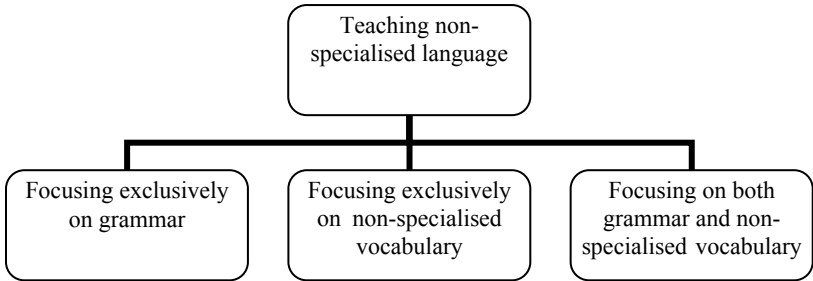 Teaching non-
specialised language
Focusing exclusively
on grammar
Focusing exclusively
on non-specialised
vocabulary
Focusing on both
grammar and non-
specialised vocabulary